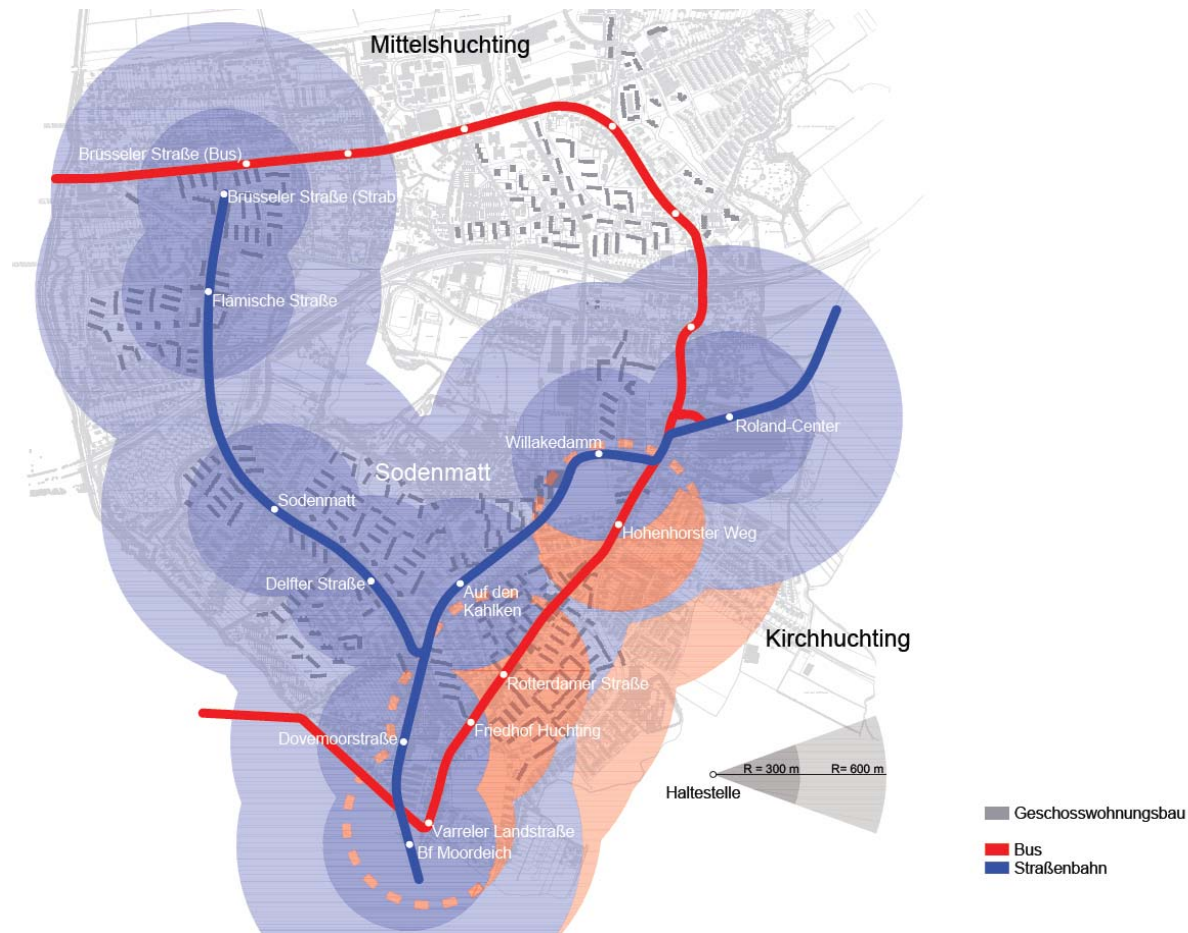 Mittelshuchting
Brüsseler Straße (Bus)
Brüsseler Straße (Strab
Flämische Straße
Roland-Center
Willakedamm
Sodenmatt
Sodenmatt
Hohenhorster Weg
Delfter Straße
Auf den
Kahlken
Kirchhuchting
Rotterdamer Straße
Friedhof Huchting
Dovemoorstraße
R = 300 m
R= 600 m
Haltestelle
Varreler Landstraße
Bf Moordeich
Geschosswohnungsbau
Bus
Straßenbahn